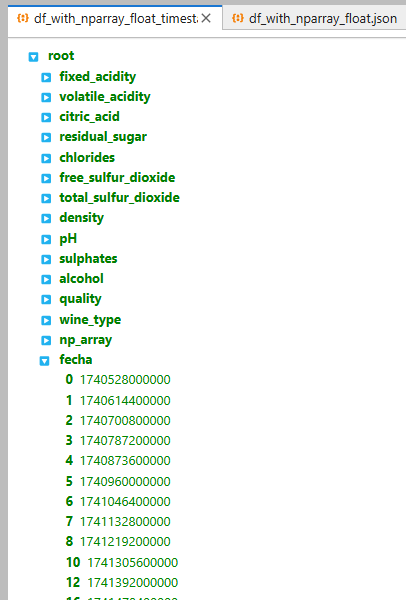 df_with_nparray_float_timesta
df_with_nparray_float.json
root
fixed_acidity
volatile_acidity
citric_acid
residual_sugar
chlorides
free_sulfur_dioxide
total_sulfur_dioxide
density
pH
sulphates
alcohol
quality
wine_type
np_array
fecha
0 1740528000000
1 1740614400000
2 1740700800000
3 1740787200000
4 1740873600000
5 1740960000000
6 1741046400000
7 1741132800000
8 1741219200000
10 1741305600000
12 1741392000000